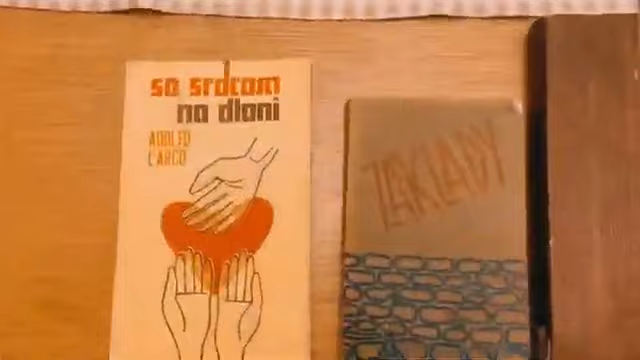 so srdcom
na dlani
ADOLFO
L'ARCO
ZÁKLADY